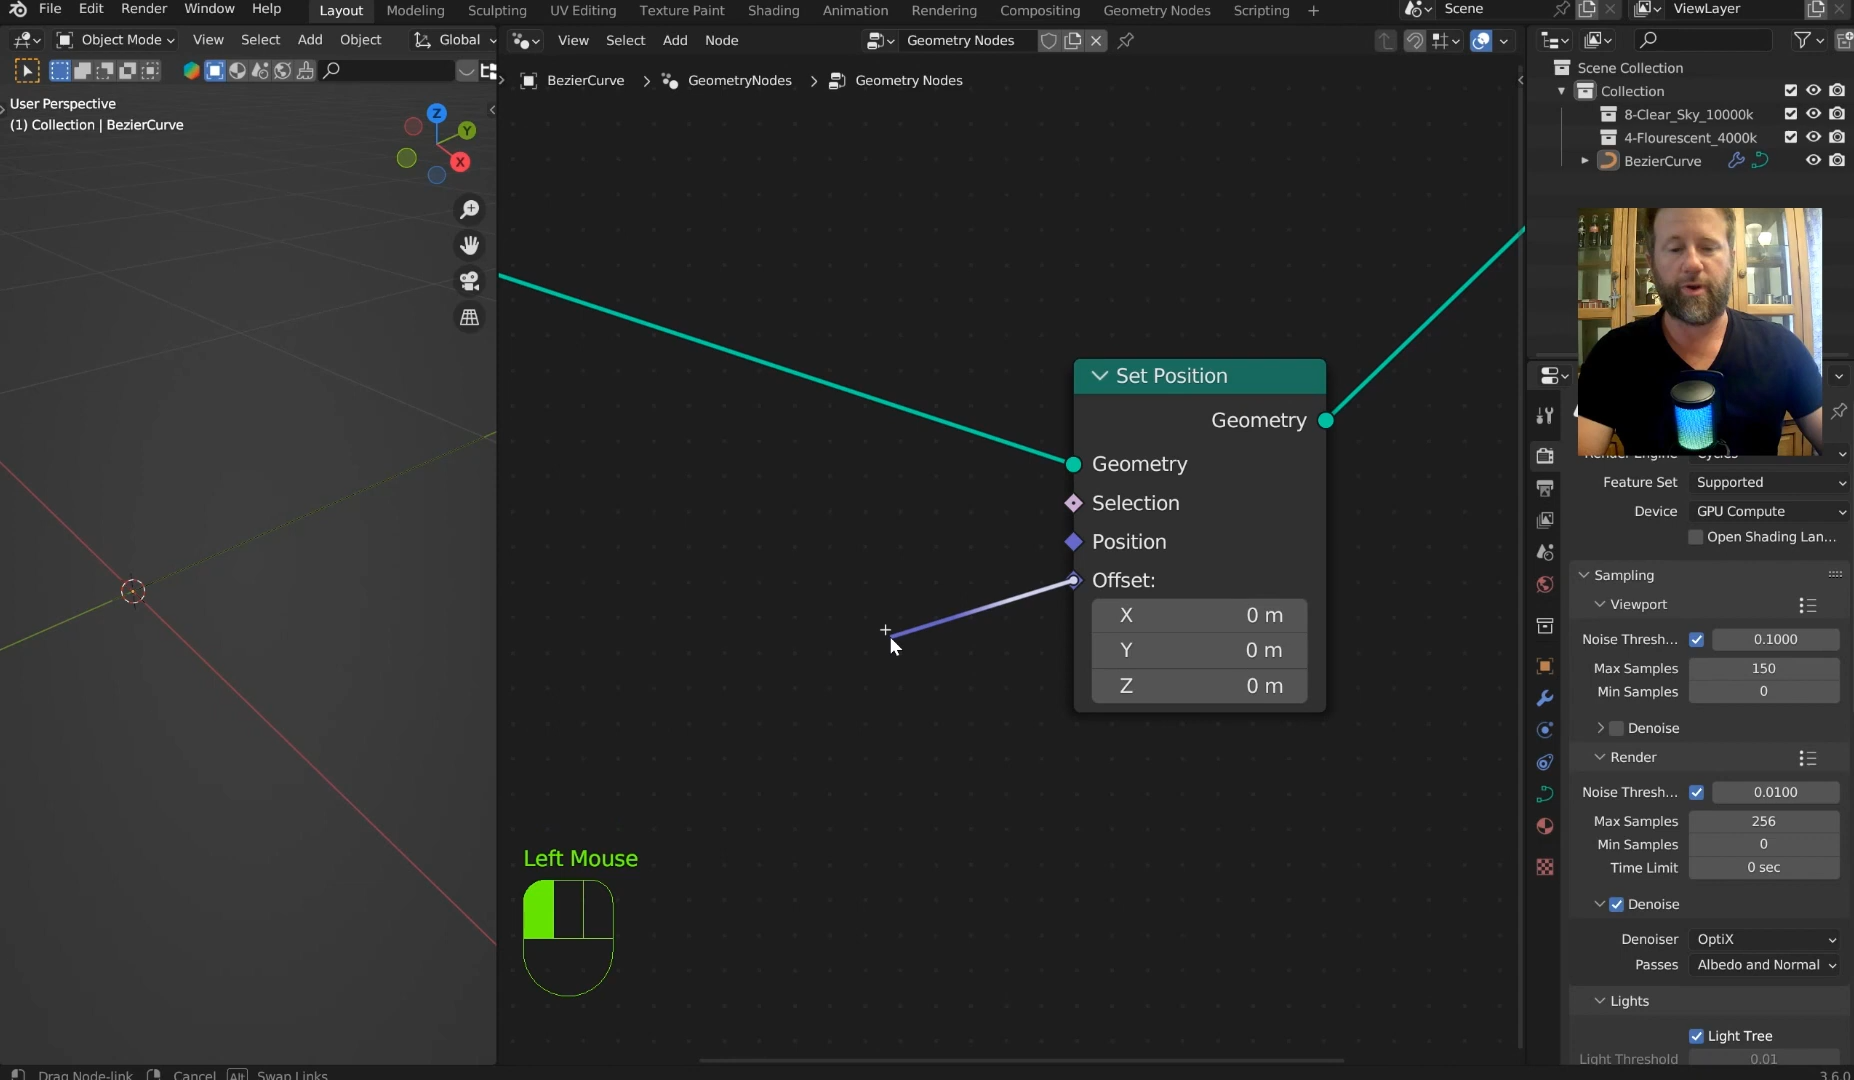 File Edit Render Window Help Layout Modeling Sculpting UV Editing Texture Paint Shading Animation Rendering Compositing Geometry Nodes Scripting + Scene ViewLayer
Object Mode View Select Add Object Global View Select Add Node Geometry Nodes
BezierCurve > GeometryNodes > Geometry Nodes
User Perspective
(1) Collection | BezierCurve
Z
Y
X
Set Position
Geometry
Geometry
Selection
Position
Offset:
X 0 m
Y 0 m
Z 0 m
Left Mouse
Scene Collection
Collection
8-Clear_Sky_10000k
4-Flourescent_4000k
BezierCurve
Feature Set Supported
Device GPU Compute
Open Shading Lan...
Sampling
Viewport
Noise Thresh... 0.1000
Max Samples 150
Min Samples 0
Denoise
Render
Noise Thresh... 0.0100
Max Samples 256
Min Samples 0
Time Limit 0 sec
Denoise
Denoiser OptiX
Passes Albedo and Normal
Lights
Light Tree
Light Threshold 0.01
Drag Node-link Cancel Alt Swap Links
3.6.0